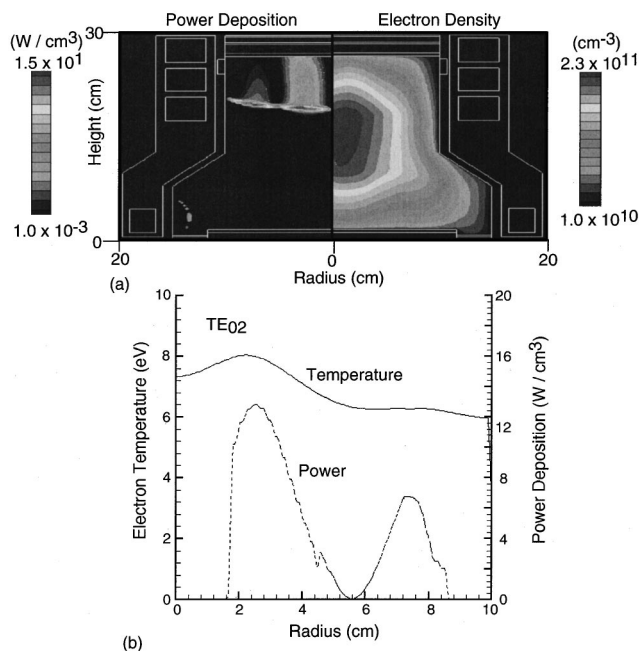 Power Deposition
Electron Density
(W / cm3)
30
(cm-3)
1.5 x 10¹
2.3 x 10¹¹
Height (cm)
1.0 x 10⁻³
0
1.0 x 10¹⁰
20
0
20
Radius (cm)
(a)
10
20
TE02
8
16
Temperature
6
12
Power
4
8
2
4
0
0
Electron Temperature (eV)
Power Deposition (W / cm3)
0
2
4
6
8
10
Radius (cm)
(b)